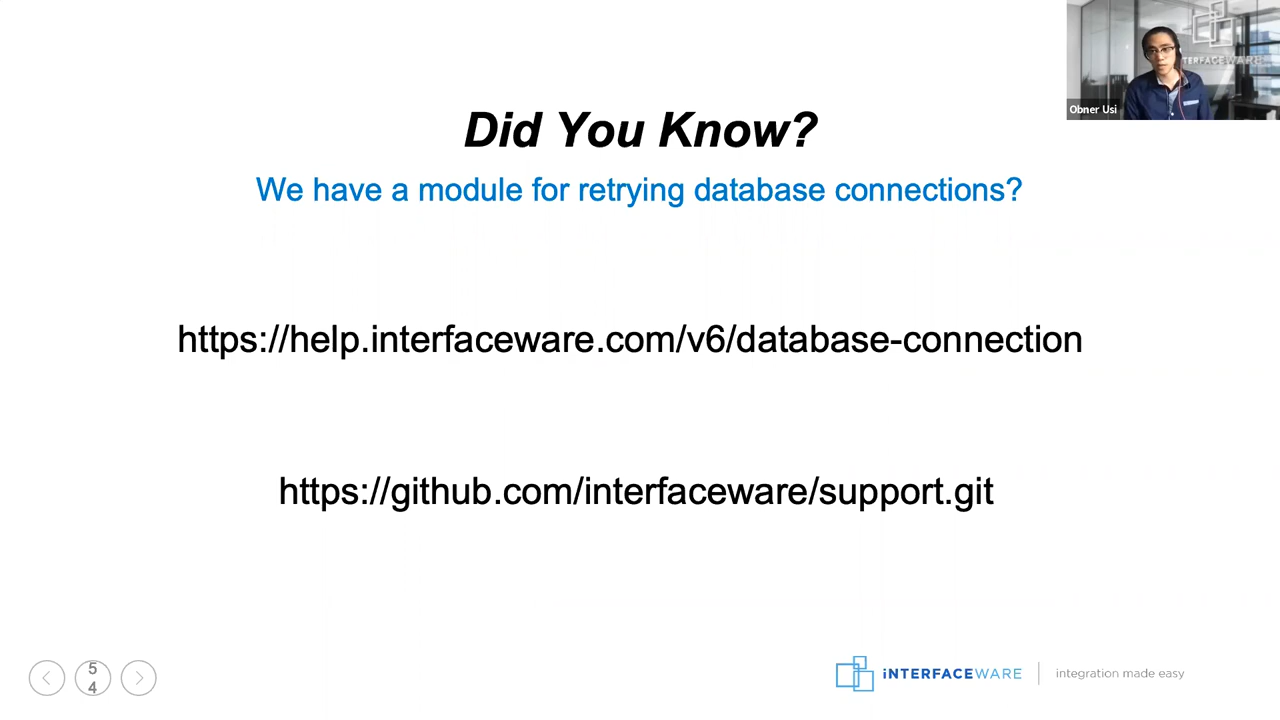 Did You Know?
We have a module for retrying database connections?
https://help.interfaceware.com/v6/database-connection
https://github.com/interfaceware/support.git
Obner Usi
TERFACEWARE
5
4
iNTERFACEWARE
integration made easy